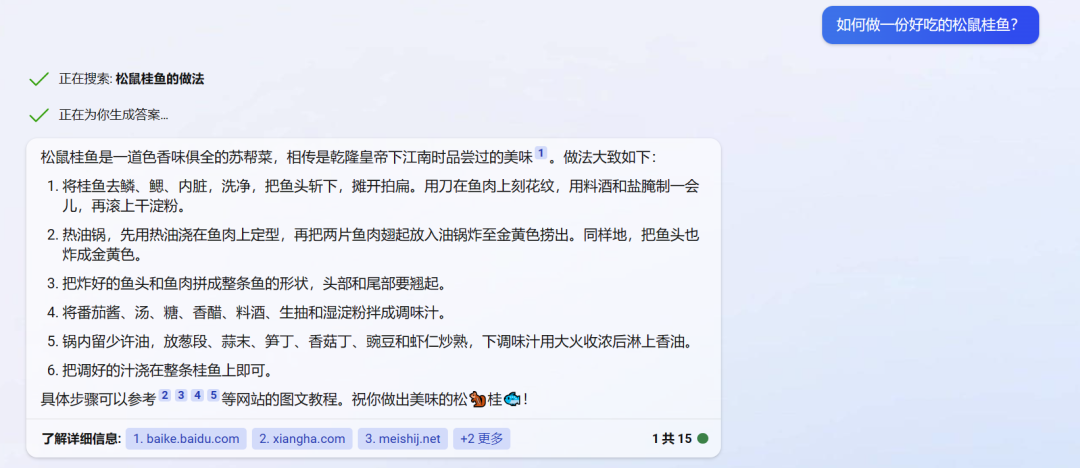 如何做一份好吃的松鼠桂鱼？
正在搜索: 松鼠桂鱼的做法
正在为你生成答案...
松鼠桂鱼是一道色香味俱全的苏帮菜，相传是乾隆皇帝下江南时品尝过的美味 1 。做法大致如下：
1. 将桂鱼去鳞、鳃、内脏，洗净，把鱼头斩下，摊开拍扁。用刀在鱼肉上刻花纹，用料酒和盐腌制一会
儿，再滚上干淀粉。
2. 热油锅，先用热油浇在鱼肉上定型，再把两片鱼肉翘起放入油锅炸至金黄色捞出。同样地，把鱼头也
炸成金黄色。
3. 把炸好的鱼头和鱼肉拼成整条鱼的形状，头部和尾部要翘起。
4. 将番茄酱、汤、糖、香醋、料酒、生抽和湿淀粉拌成调味汁。
5. 锅内留少许油，放葱段、蒜末、笋丁、香菇丁、豌豆和虾仁炒熟，下调味汁用大火收浓后淋上香油。
6. 把调好的汁浇在整条桂鱼上即可。
具体步骤可以参考 2 3 4 5 等网站的图文教程。祝你做出美味的松🐿桂🐟！
了解详细信息: 1. baike.baidu.com 2. xiangha.com 3. meishij.net +2 更多 1 共 15